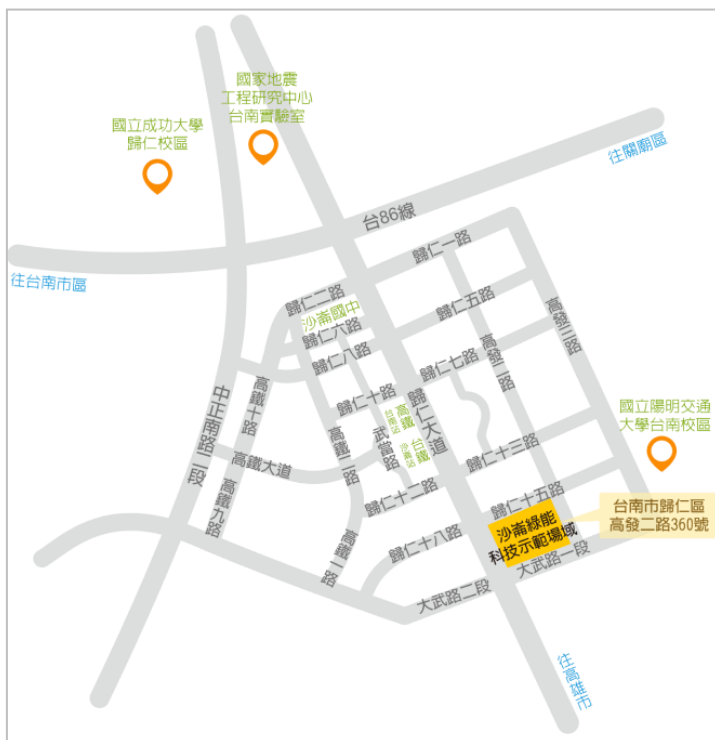 國家地震
工程研究中心
台南實驗室
國立成功大學
歸仁校區
往關廟區
台86線
往台南市區
歸仁一路
歸仁二路
沙崙國中
歸仁六路
歸仁五路
高發三路
歸仁八路
高發二路
歸仁七路
高鐵十路
中正南路二段
歸仁十路
高鐵
台南站
台鐵
沙崙站
歸仁大道
武當路
高鐵二路
國立陽明交通
大學台南校區
歸仁十三路
高鐵大道
高鐵九路
歸仁十二路
歸仁十五路
台南市歸仁區
高發二路360號
沙崙綠能
科技示範場域
高鐵一路
歸仁十八路
大武路一段
大武路二段
往高雄市